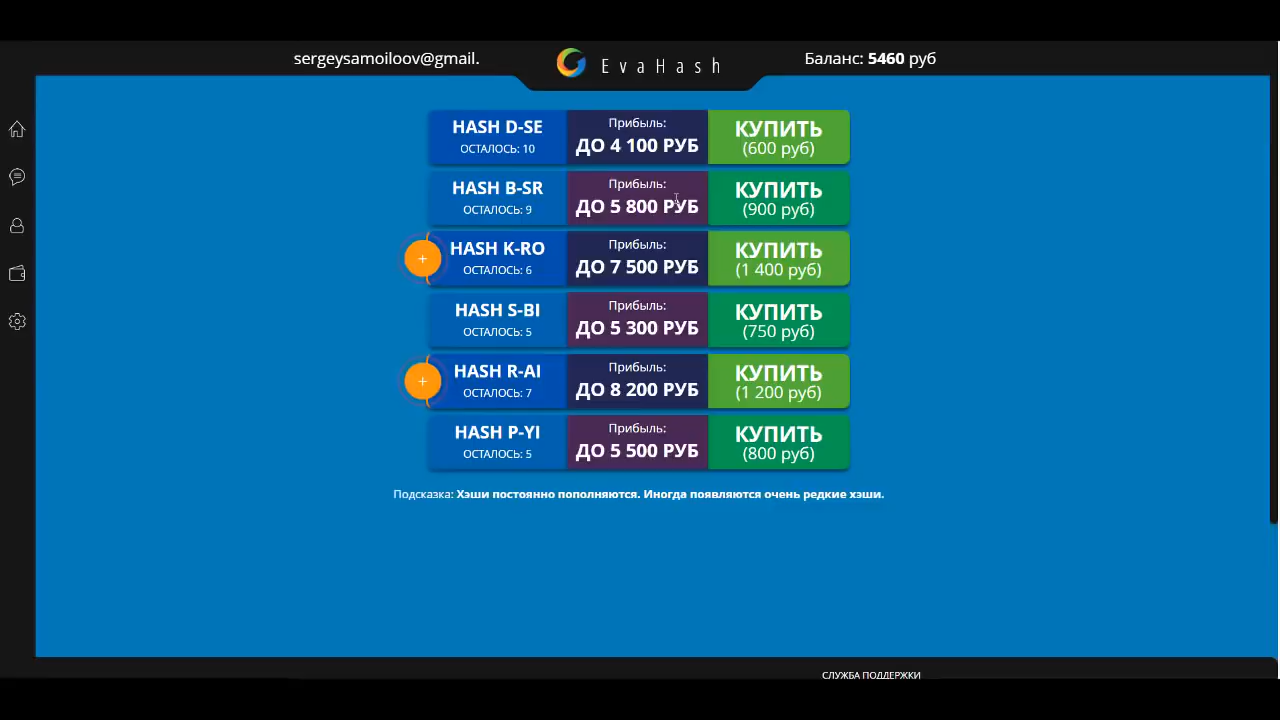 sergeysamoiloov@gmail.
EvaHash
Баланс: 5460 руб
HASH D-SE
ОСТАЛОСЬ: 10
Прибыль:
ДО 4 100 РУБ
КУПИТЬ
(600 руб)
HASH B-SR
ОСТАЛОСЬ: 9
Прибыль:
ДО 5 800 РУБ
КУПИТЬ
(900 руб)
HASH K-RO
ОСТАЛОСЬ: 6
Прибыль:
ДО 7 500 РУБ
КУПИТЬ
(1 400 руб)
HASH S-BI
ОСТАЛОСЬ: 5
Прибыль:
ДО 5 300 РУБ
КУПИТЬ
(750 руб)
HASH R-AI
ОСТАЛОСЬ: 7
Прибыль:
ДО 8 200 РУБ
КУПИТЬ
(1 200 руб)
HASH P-YI
ОСТАЛОСЬ: 5
Прибыль:
ДО 5 500 РУБ
КУПИТЬ
(800 руб)
Подсказка: Хэши постоянно пополняются. Иногда появляются очень редкие хэши.
СЛУЖБА ПОДДЕРЖКИ